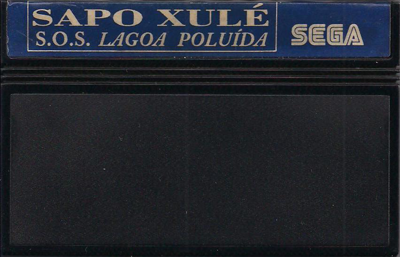 SAPO XULÉ
S.O.S. LAGOA POLUÍDA
SEGA